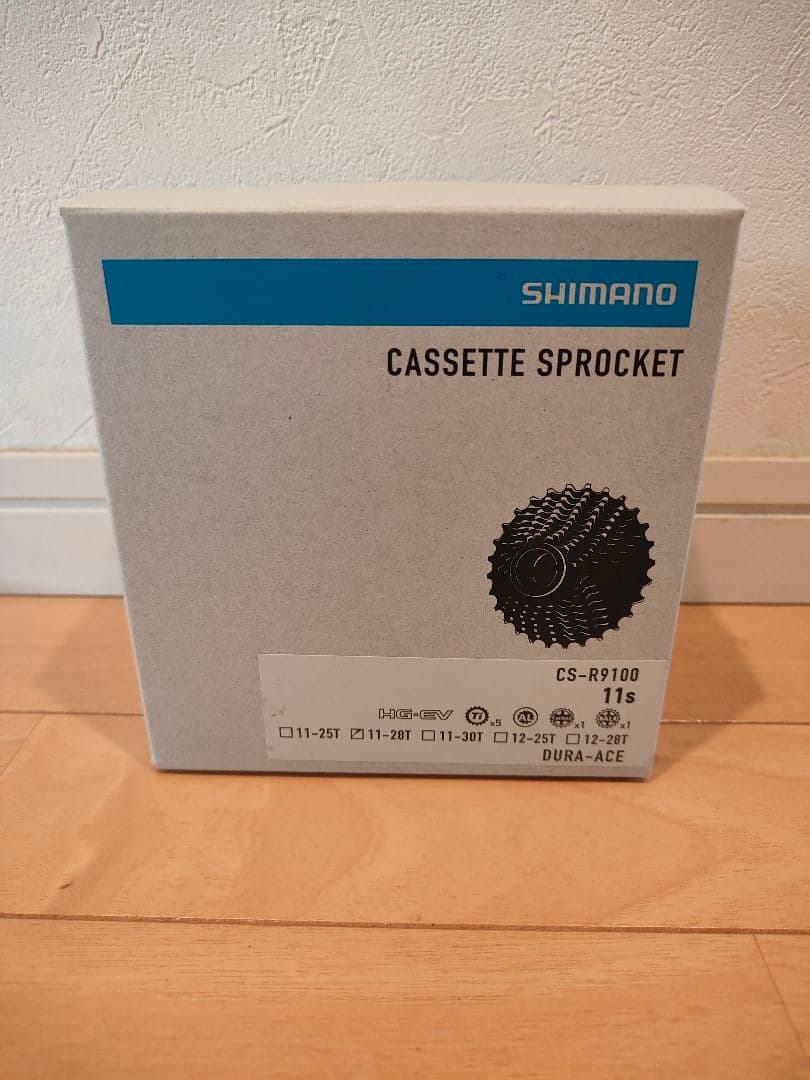 SHIMANO
CASSETTE SPROCKET
CS-R9100
11s
HG-EV Ti x5 AL x1 x1
☐ 11-25T ☑ 11-28T ☐ 11-30T ☐ 12-25T ☐ 12-28T
DURA-ACE